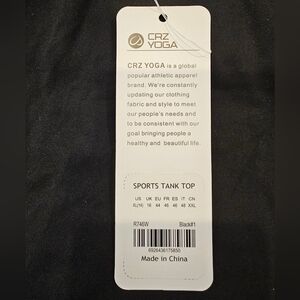 CRZ
YOGA
CRZ YOGA is a global
popular athletic apparel
brand. We're constantly
updating our clothing
fabric and style to meet
our people's needs and
to be consistent with our
goal bringing people a
healthy and beautiful life.
SPORTS TANK TOP
US UK EU FR ES IT CN
XL(14) 16 44 46 46 48 XXL
R746W Black#1
6926436175850
Made in China